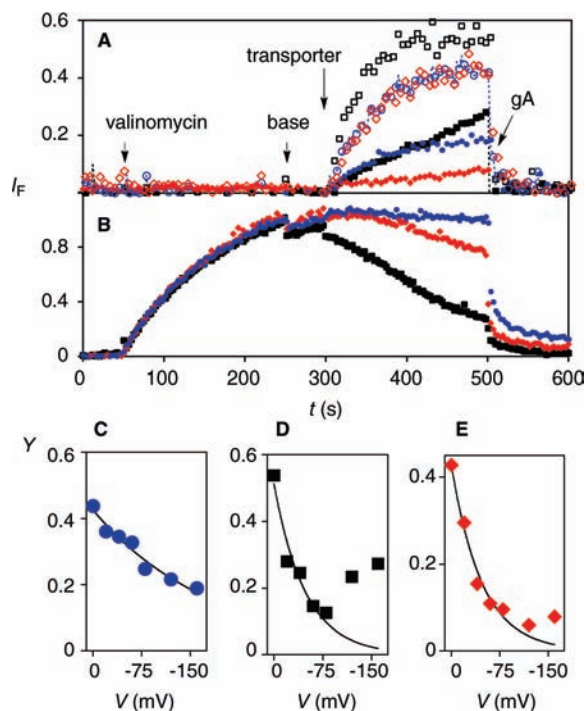 A
transporter
valinomycin
base
gA
0.4
0.2
I_F
B
0.8
0.4
0
0 100 200 300 400 500 600
t (s)
C D E
Y
0.6 0.6
0.4 0.4 0.4
0.2 0.2 0.2
0 0 0
0 -75 -150 0 -75 -150 0 -75 -150
V (mV) V (mV) V (mV)